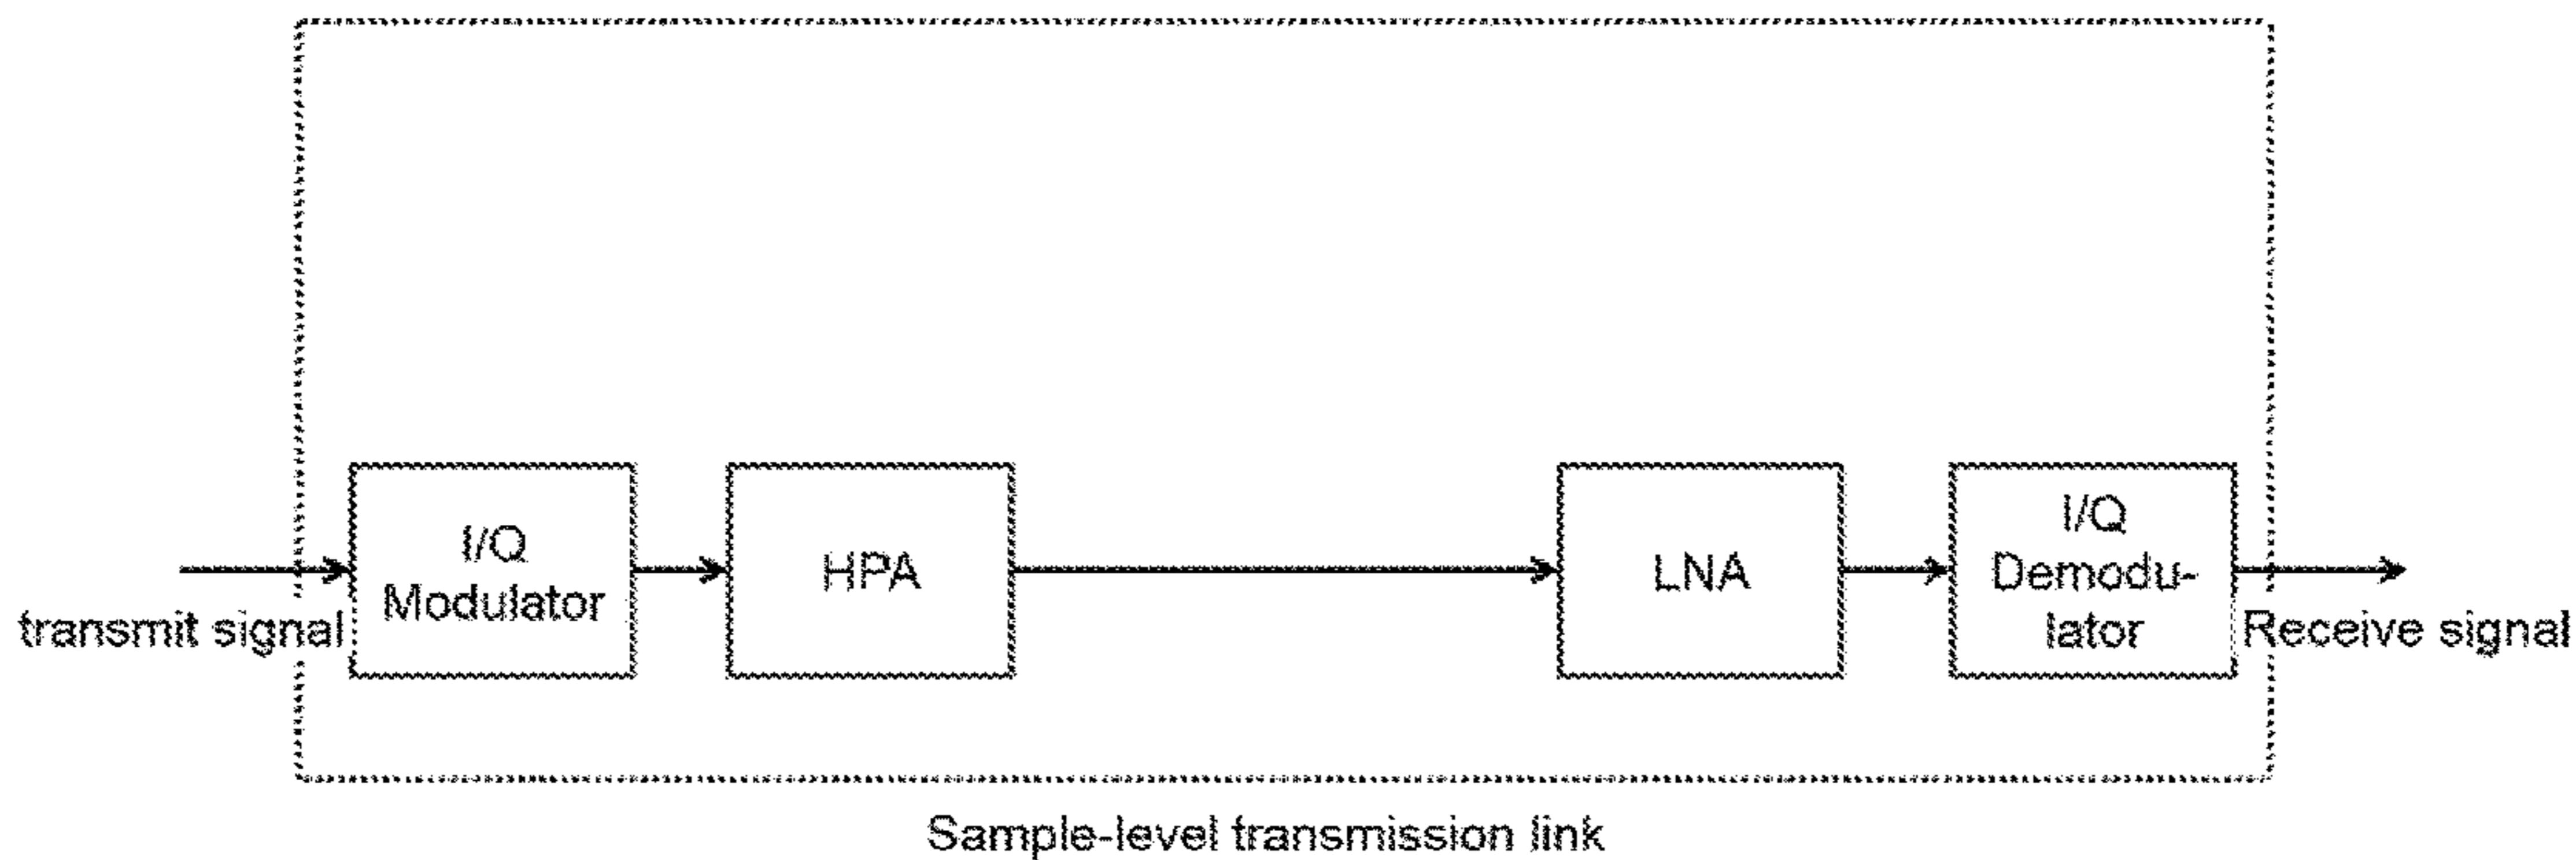 I/Q
Modulator
HPA
LNA
I/Q
Demodu-
lator
transmit signal
Receive signal
Sample-level transmission link